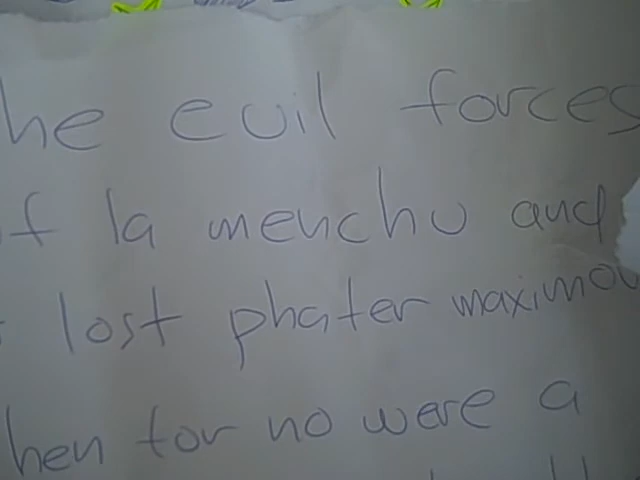 he evil forces
f la menchu and
lost phater maximou
hen for no were a